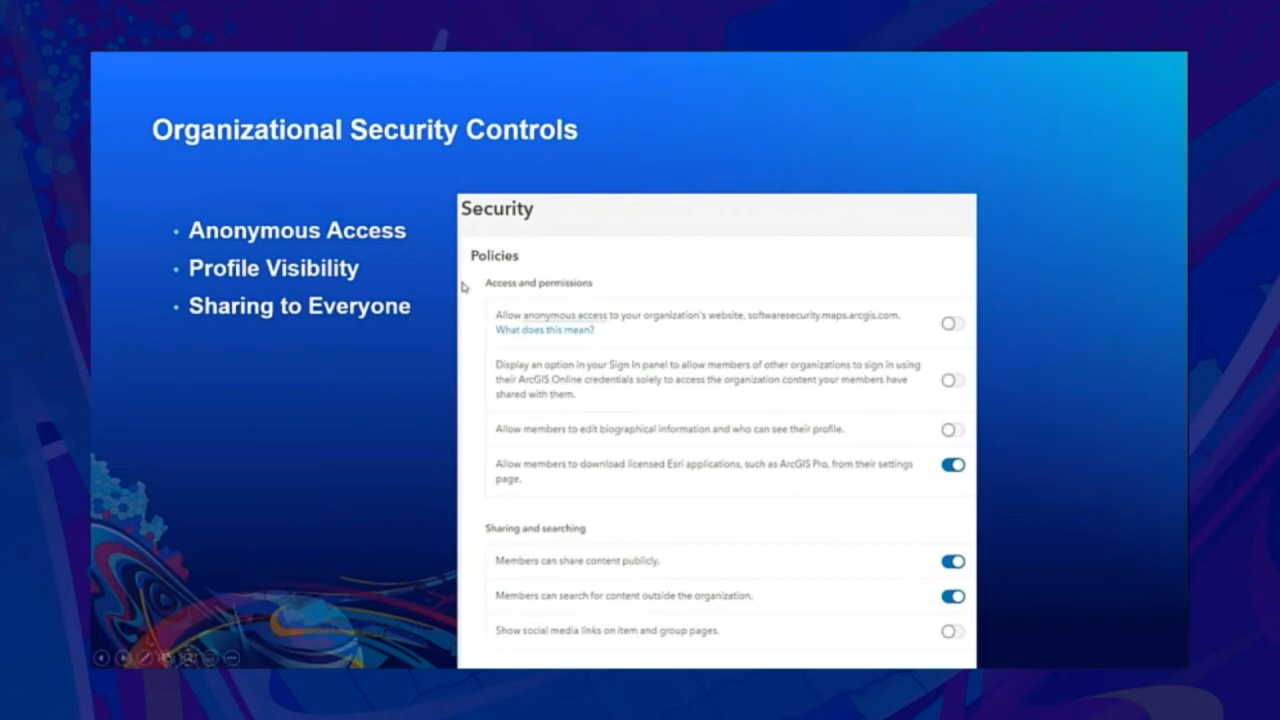 Organizational Security Controls
• Anonymous Access
• Profile Visibility
• Sharing to Everyone
Security
Policies
Access and permissions
Allow anonymous access to your organization's website, softwaresecurity.maps.arcgis.com.
What does this mean?
Display an option in your Sign In panel to allow members of other organizations to sign in using
their ArcGIS Online credentials solely to access the organization content your members have
shared with them.
Allow members to edit biographical information and who can see their profile.
Allow members to download licensed Esri applications, such as ArcGIS Pro, from their settings
page.
Sharing and searching
Members can share content publicly.
Members can search for content outside the organization.
Show social media links on item and group pages.